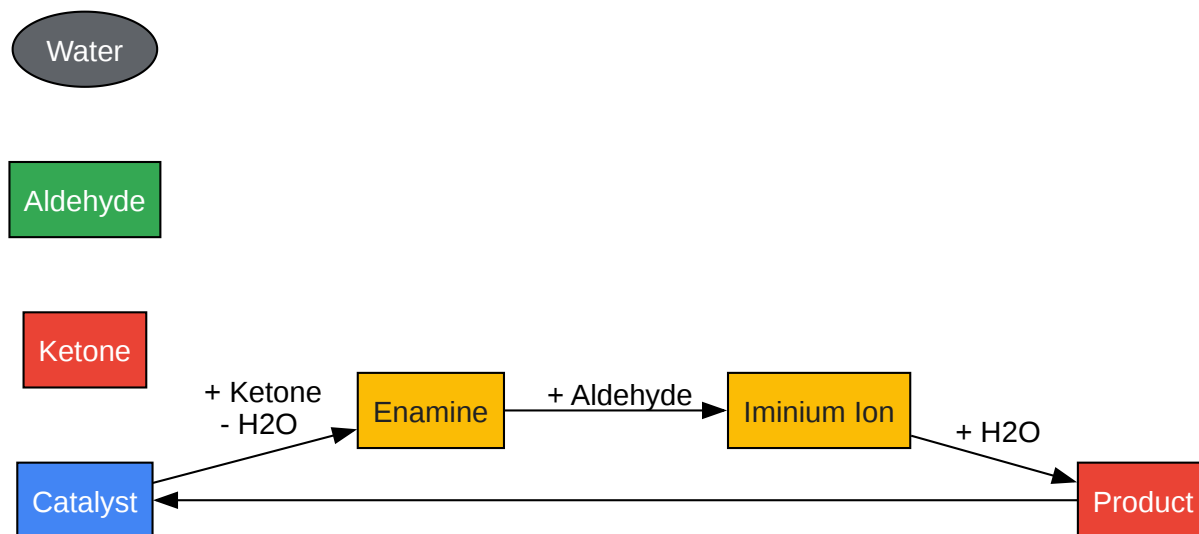 Water
Aldehyde
Ketone
+ Ketone
- H2O
Enamine
+ Aldehyde
Iminium Ion
+ H2O
Catalyst
Product